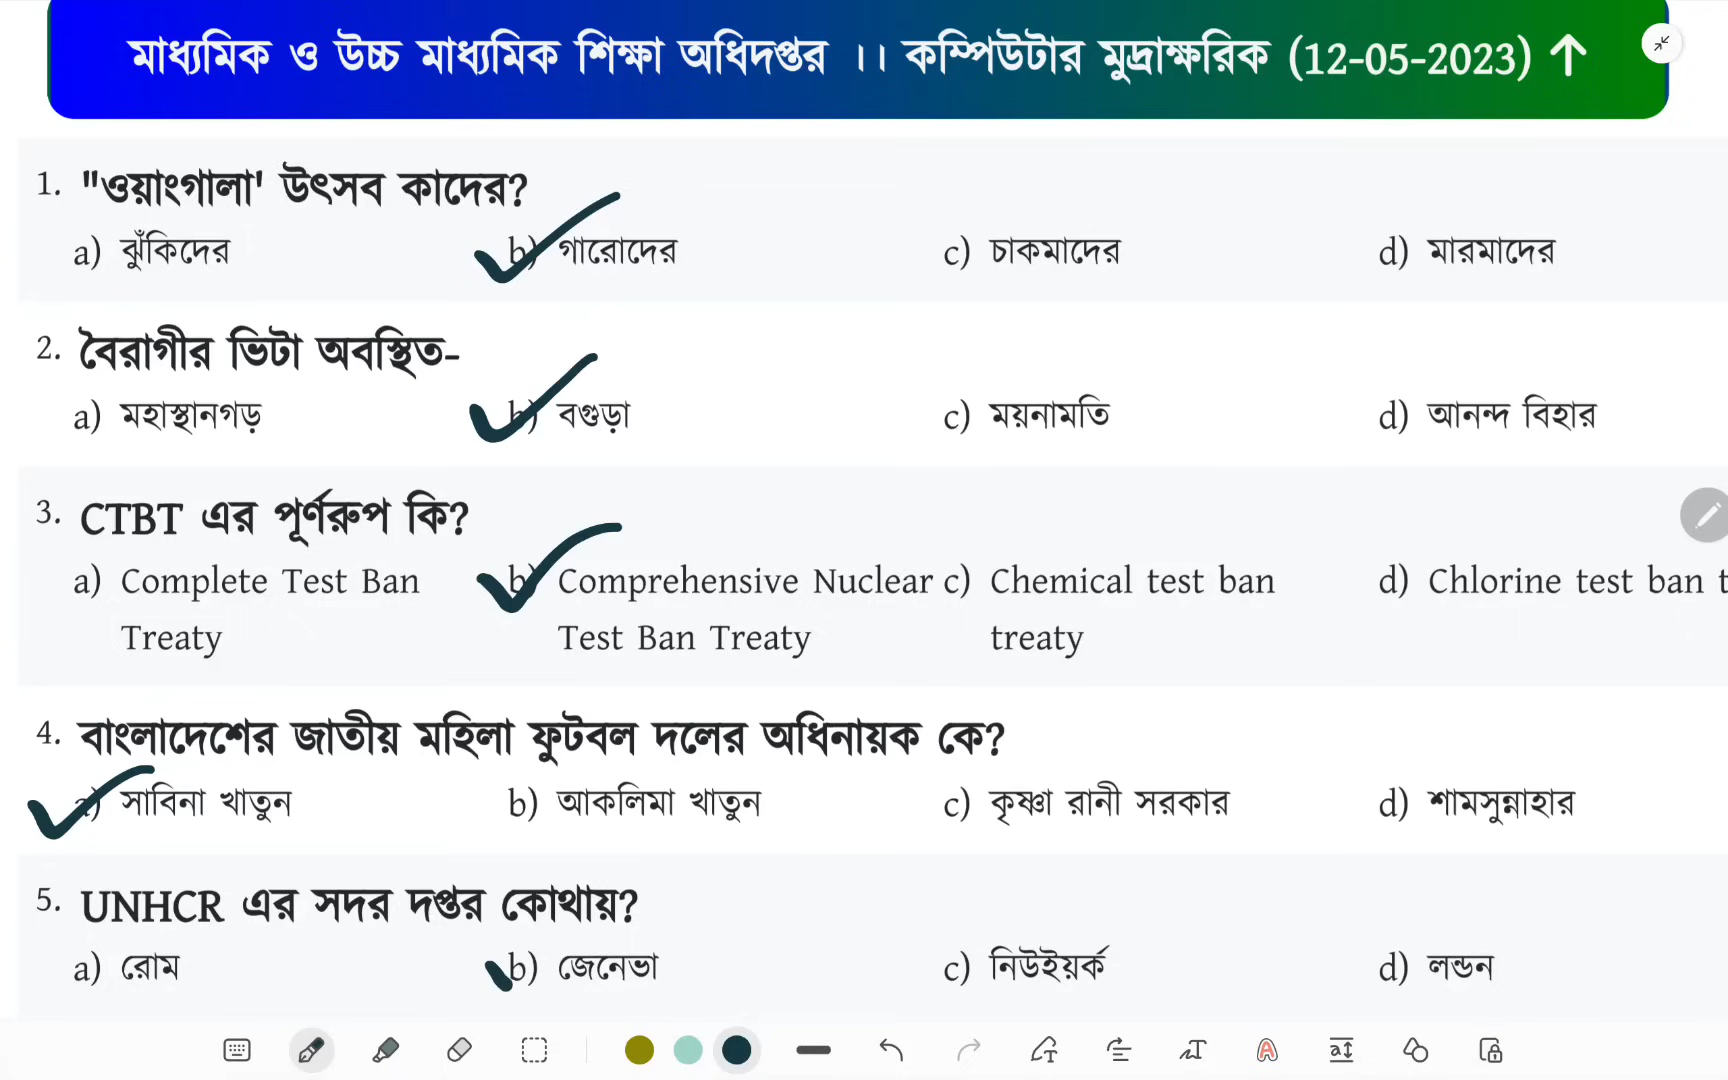 মাধ্যমিক ও উচ্চ মাধ্যমিক শিক্ষা অধিদপ্তর ।। কম্পিউটার মুদ্রাক্ষরিক (12-05-2023) ↑
1. "ওয়াংগালা' উৎসব কাদের?
a) ঝুঁকিদের b) গারোদের c) চাকমাদের d) মারমাদের
2. বৈরাগীর ভিটা অবস্থিত-
a) মহাস্থানগড় b) বগুড়া c) ময়নামতি d) আনন্দ বিহার
3. CTBT এর পূর্ণরুপ কি?
a) Complete Test Ban b) Comprehensive Nuclear c) Chemical test ban d) Chlorine test ban t
Treaty Test Ban Treaty treaty
4. বাংলাদেশের জাতীয় মহিলা ফুটবল দলের অধিনায়ক কে?
a) সাবিনা খাতুন b) আকলিমা খাতুন c) কৃষ্ণা রানী সরকার d) শামসুন্নাহার
5. UNHCR এর সদর দপ্তর কোথায়?
a) রোম b) জেনেভা c) নিউইয়র্ক d) লন্ডন